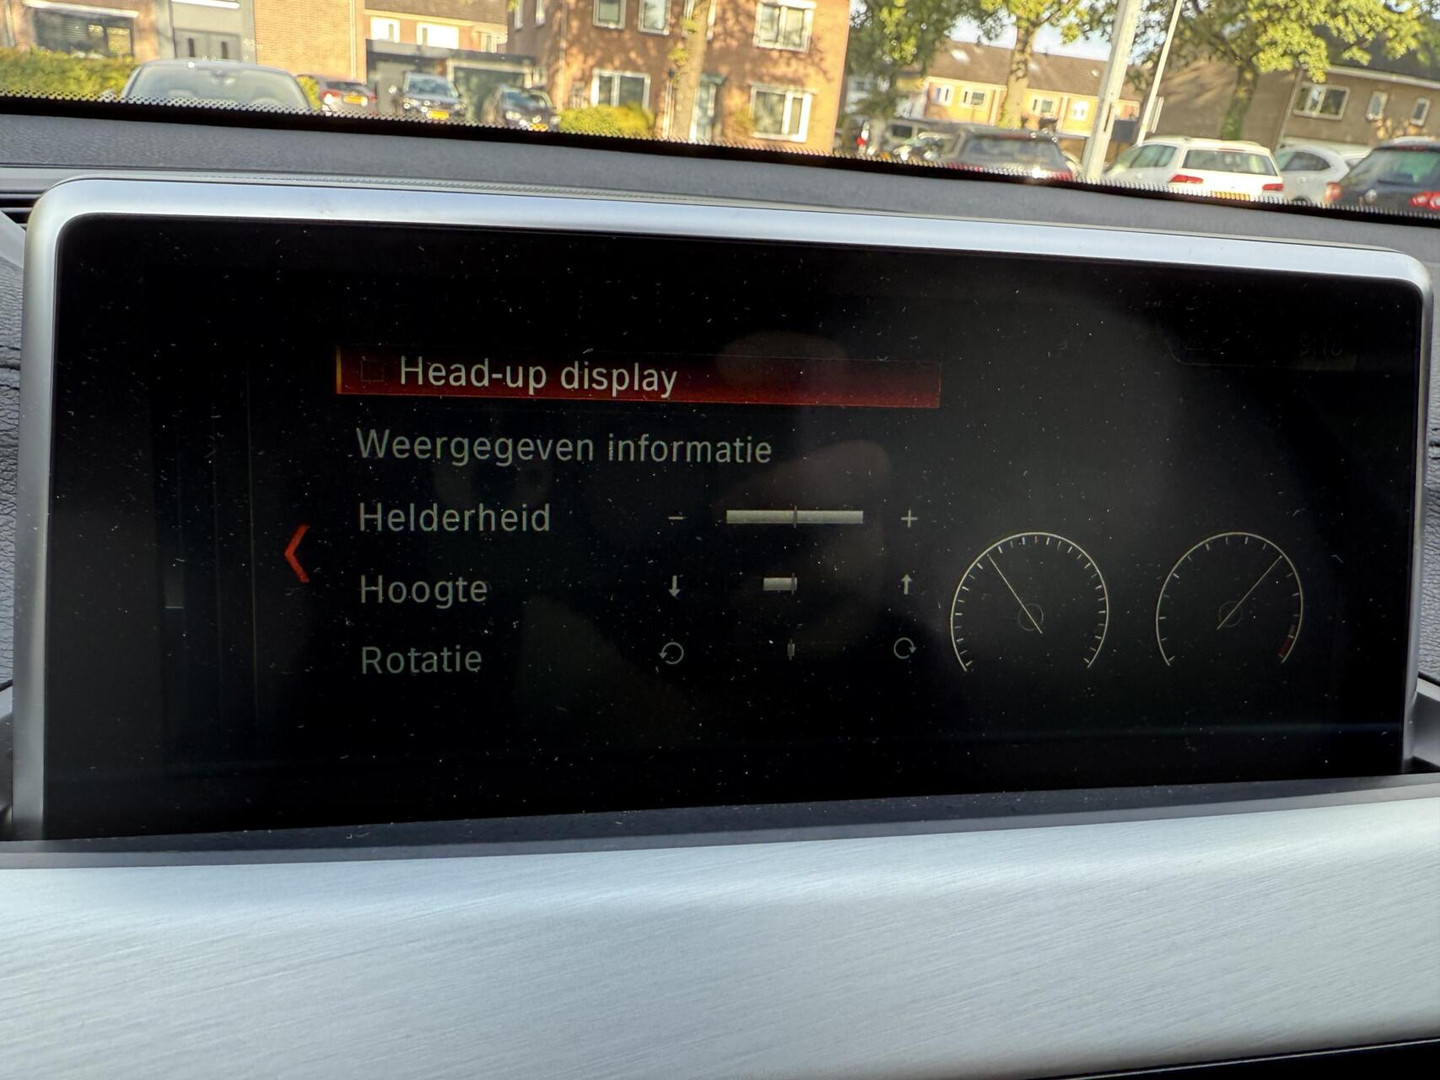 Head-up display
Weergegeven informatie
Helderheid - +
Hoogte
Rotatie